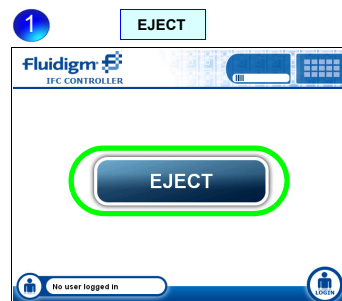 1
EJECT
Fluidigm
IFC CONTROLLER
EJECT
No user logged in
LOGIN